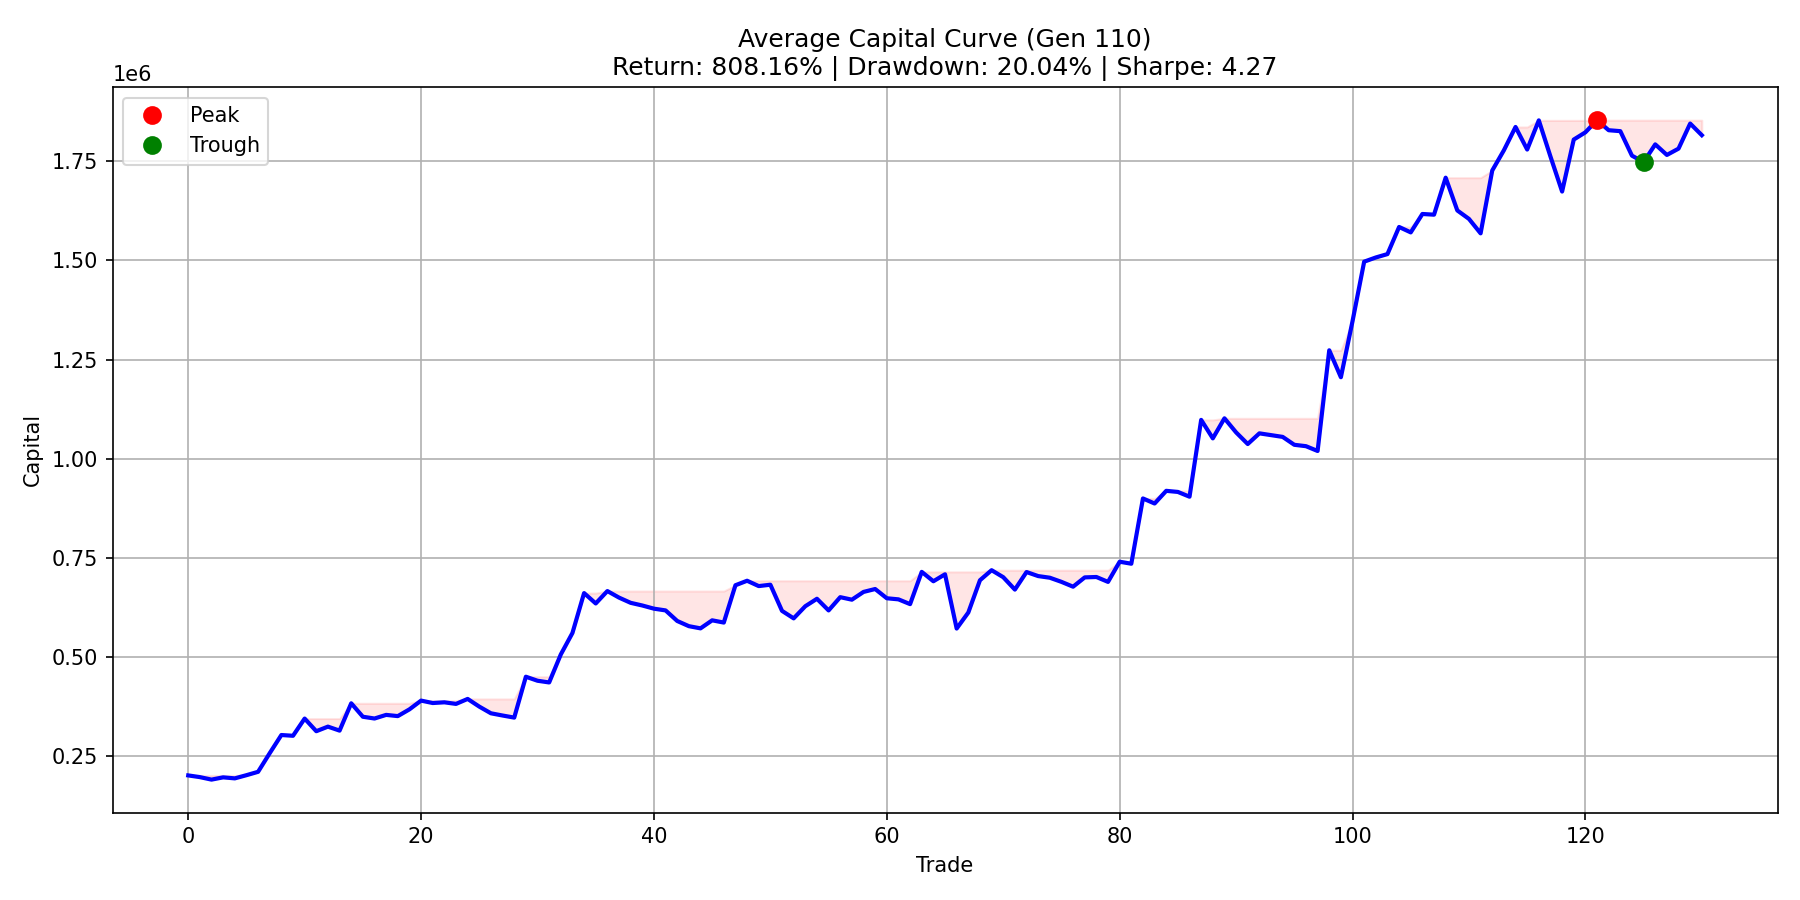 Average Capital Curve (Gen 110)
Return: 808.16% | Drawdown: 20.04% | Sharpe: 4.27
1e6
Peak
Trough
1.75
1.50
1.25
1.00
0.75
0.50
0.25
Capital
0 20 40 60 80 100 120
Trade